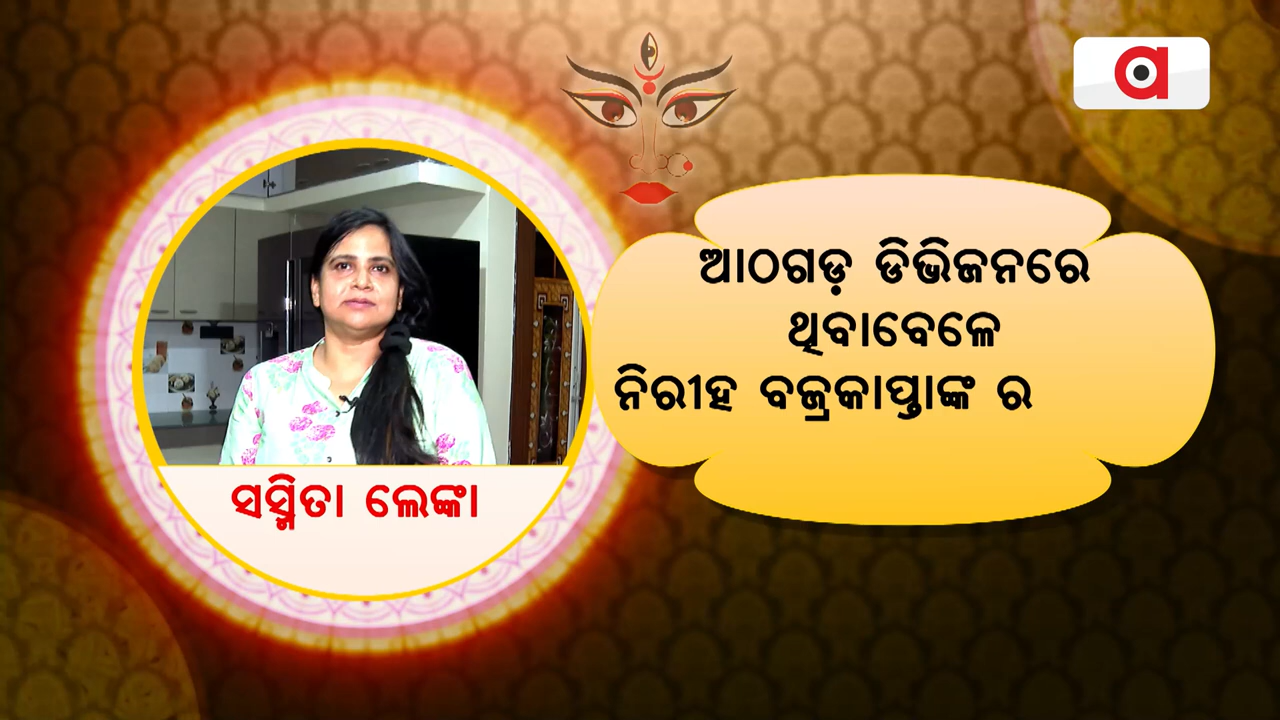 ଆଠଗଡ଼ ଡିଭିଜନରେ
ଥିବାବେଳେ
ନିରୀହ ବଜ୍ରକାପ୍ତାଙ୍କ ର
ସସ୍ମିତା ଲେଙ୍କା